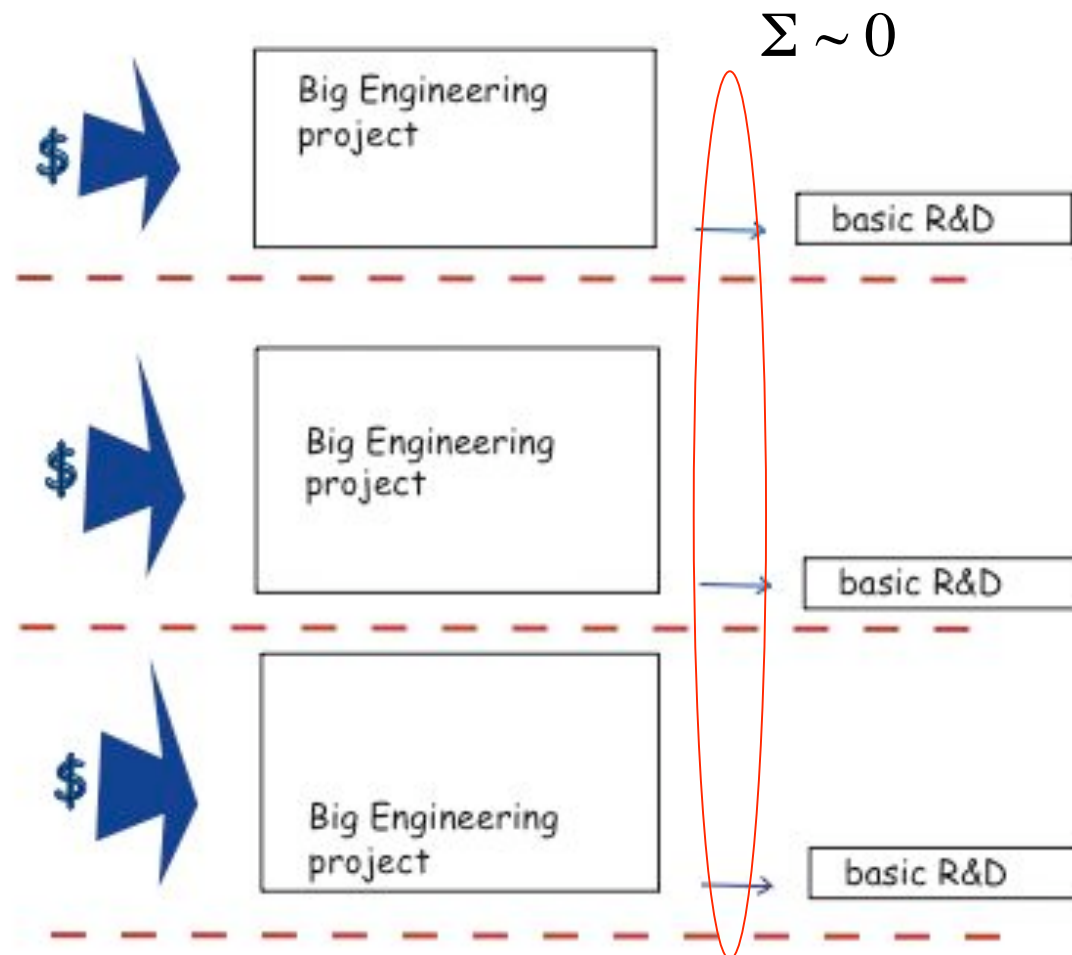 Σ ~ 0
Big Engineering
project
$
basic R&D
Big Engineering
project
$
basic R&D
$
Big Engineering
project
basic R&D